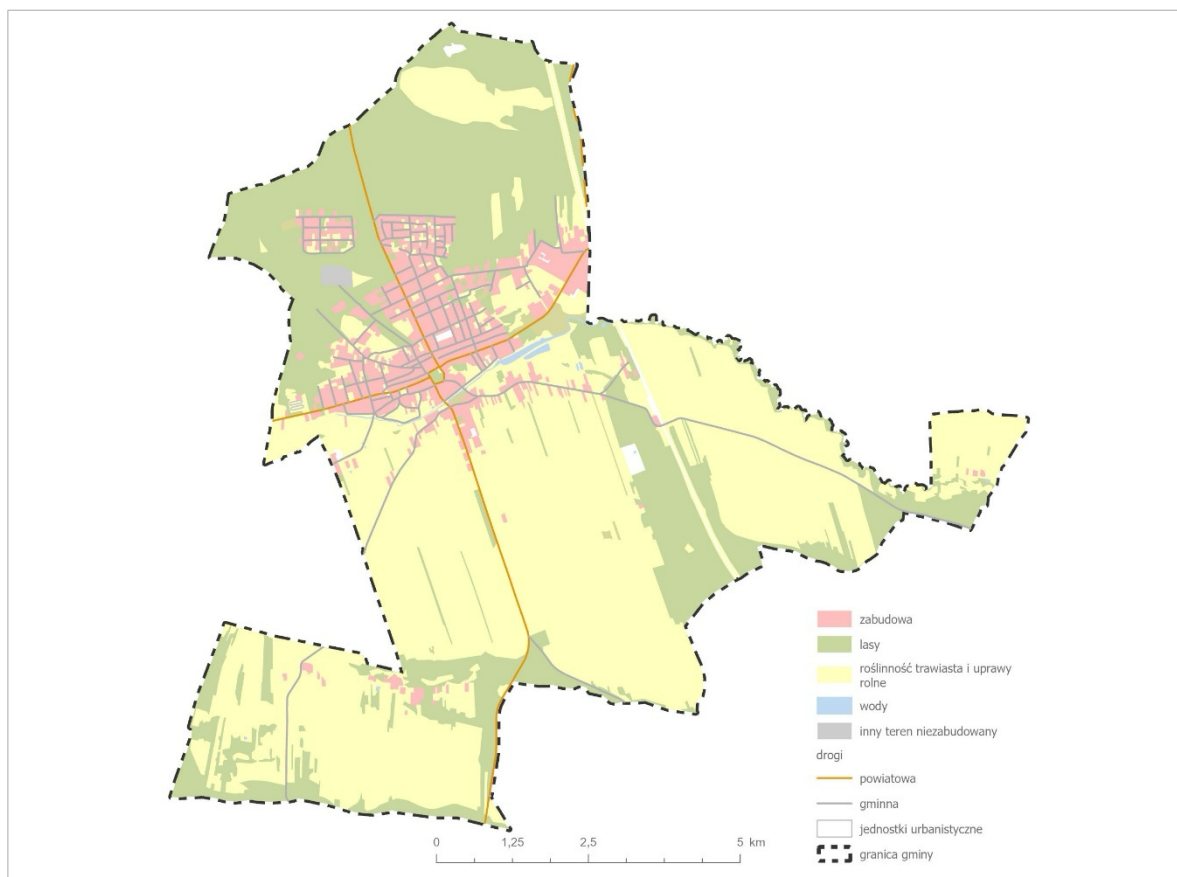 zabudowa
lasy
roślinność trawiasta i uprawy
rolne
wody
inny teren niezabudowany
drogi
powiatowa
gminna
jednostki urbanistyczne
granica gminy
0 1,25 2,5 5 km